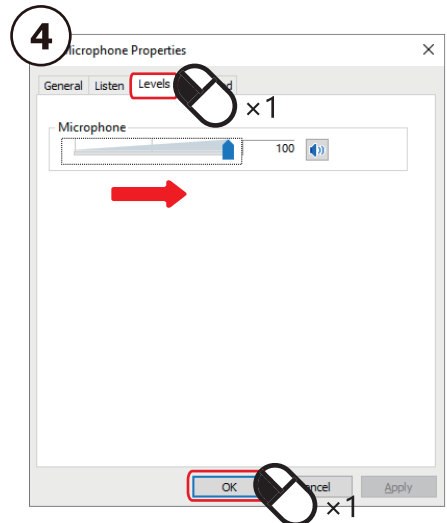 4
Microphone Properties
General Listen Levels
×1
Microphone
100
OK Cancel Apply
×1